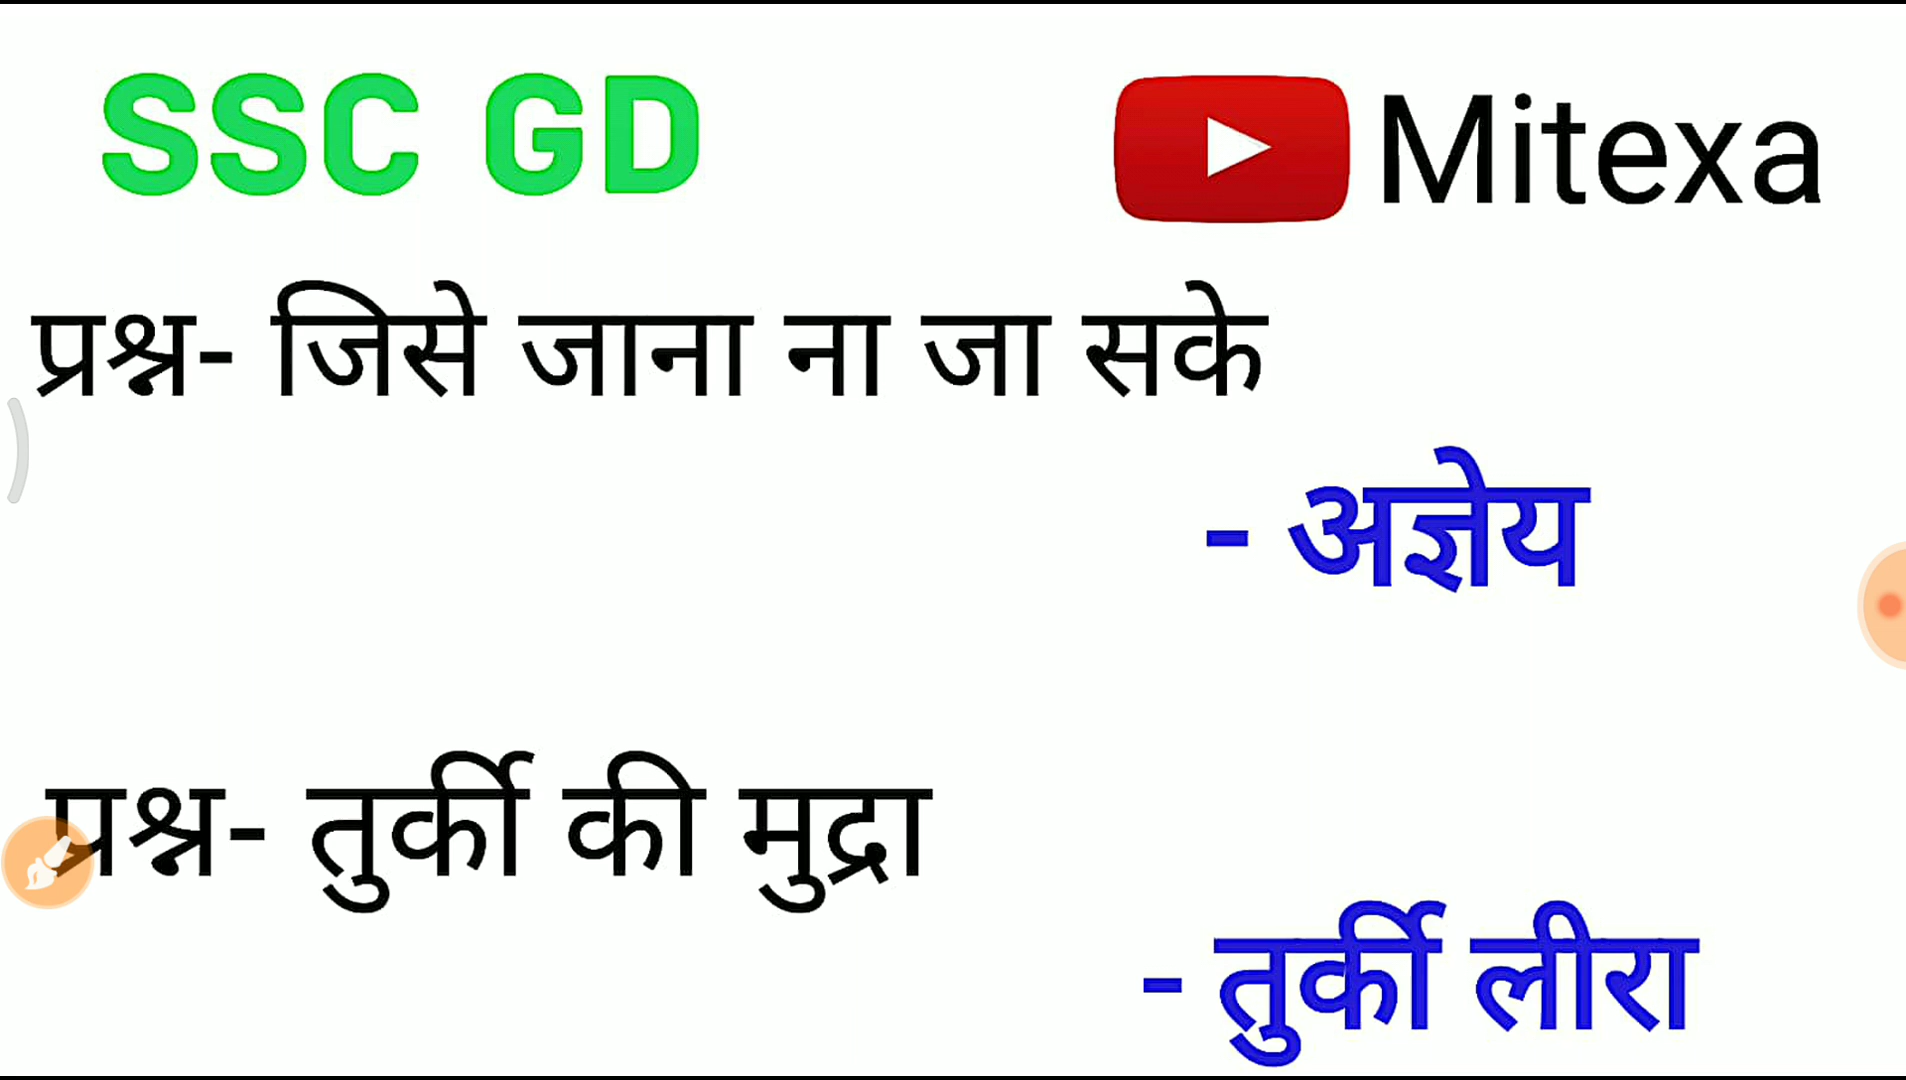 SSC GD
Mitexa
प्रश्न- जिसे जाना ना जा सके
- अज्ञेय
प्रश्न- तुर्की की मुद्रा
- तुर्की लीरा